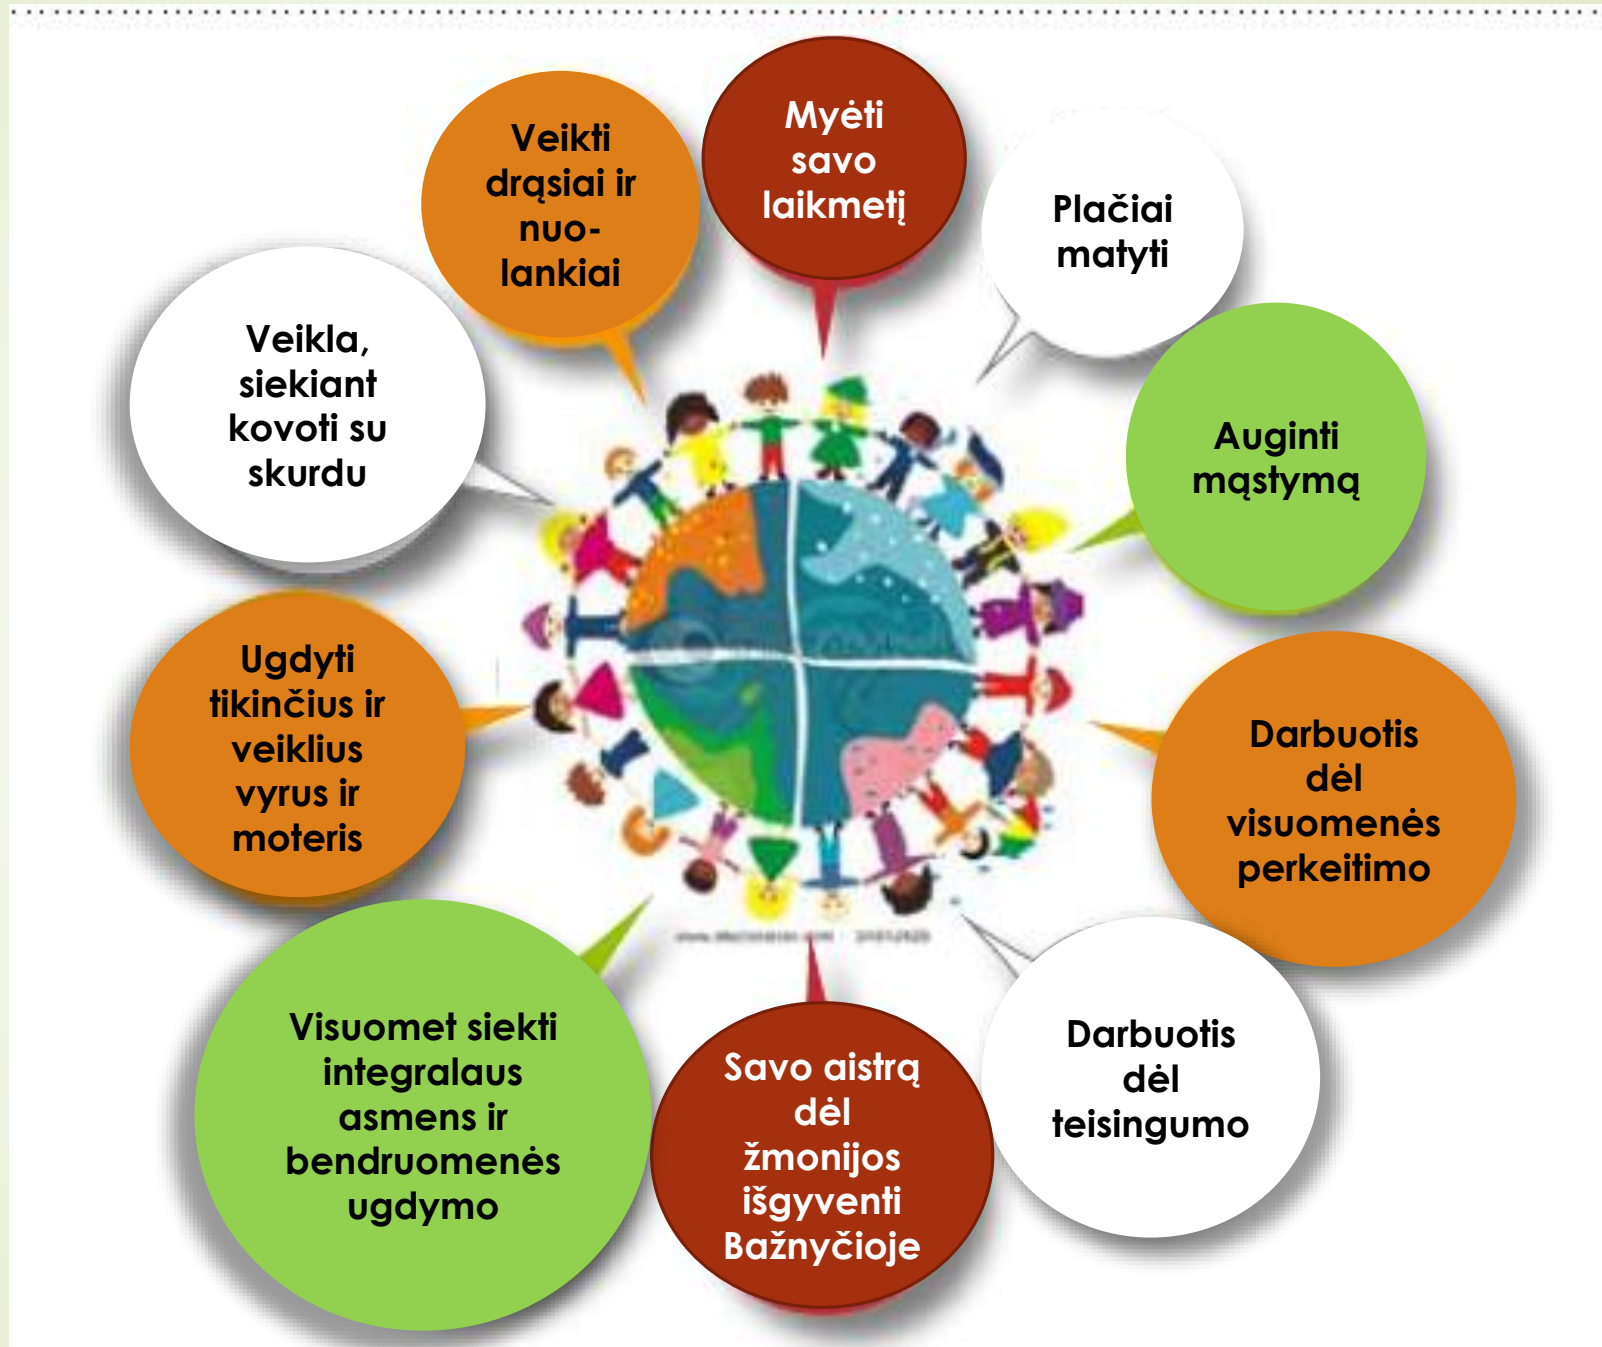 Myėti
savo
laikmetį
Plačiai
matyti
Auginti
mąstymą
Darbuotis
dėl
visuomenės
perkeitimo
Darbuotis
dėl
teisingumo
Savo aistrą
dėl
žmonijos
išgyventi
Bažnyčioje
Visuomet siekti
integralaus
asmens ir
bendruomenės
ugdymo
Ugdyti
tikinčius ir
veiklius
vyrus ir
moteris
Veikla,
siekiant
kovoti su
skurdu
Veikti
drąsiai ir
nuo-
lankiai